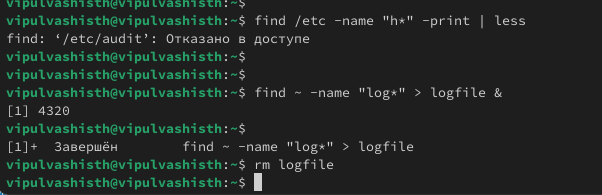 vipulvashisth@vipulvashisth:~$
vipulvashisth@vipulvashisth:~$ find /etc -name "h*" -print | less
find: ‘/etc/audit’: Отказано в доступе
vipulvashisth@vipulvashisth:~$
vipulvashisth@vipulvashisth:~$
vipulvashisth@vipulvashisth:~$ find ~ -name "log*" > logfile &
[1] 4320
vipulvashisth@vipulvashisth:~$
[1]+  Завершён        find ~ -name "log*" > logfile
vipulvashisth@vipulvashisth:~$ rm logfile
vipulvashisth@vipulvashisth:~$